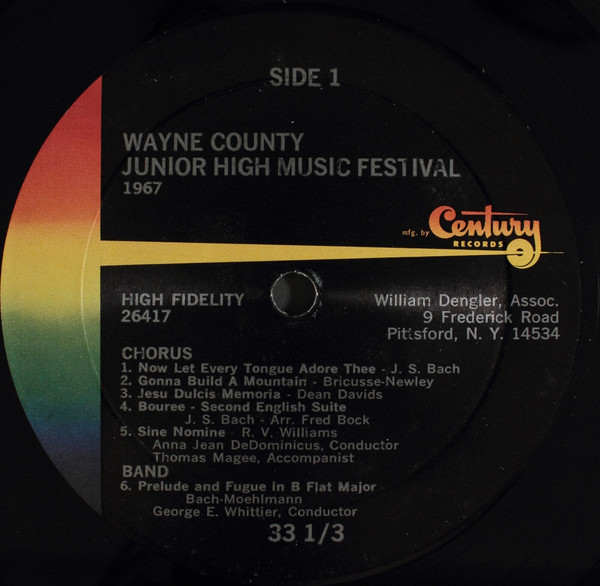 SIDE 1
WAYNE COUNTY
JUNIOR HIGH MUSIC FESTIVAL
1967
mfg. by Century
RECORDS
HIGH FIDELITY
26417
William Dengler, Assoc.
9 Frederick Road
Pittsford, N. Y. 14534
CHORUS
1. Now Let Every Tongue Adore Thee - J. S. Bach
2. Gonna Build A Mountain - Bricusse-Newley
3. Jesu Dulcis Memoria - Dean Davids
4. Bouree - Second English Suite
J. S. Bach - Arr. Fred Bock
5. Sine Nomine - R. V. Williams
Anna Jean DeDominicus, Conductor
Thomas Magee, Accompanist
BAND
6. Prelude and Fugue in B Flat Major
Bach-Moehlmann
George E. Whittier, Conductor
33 1/3